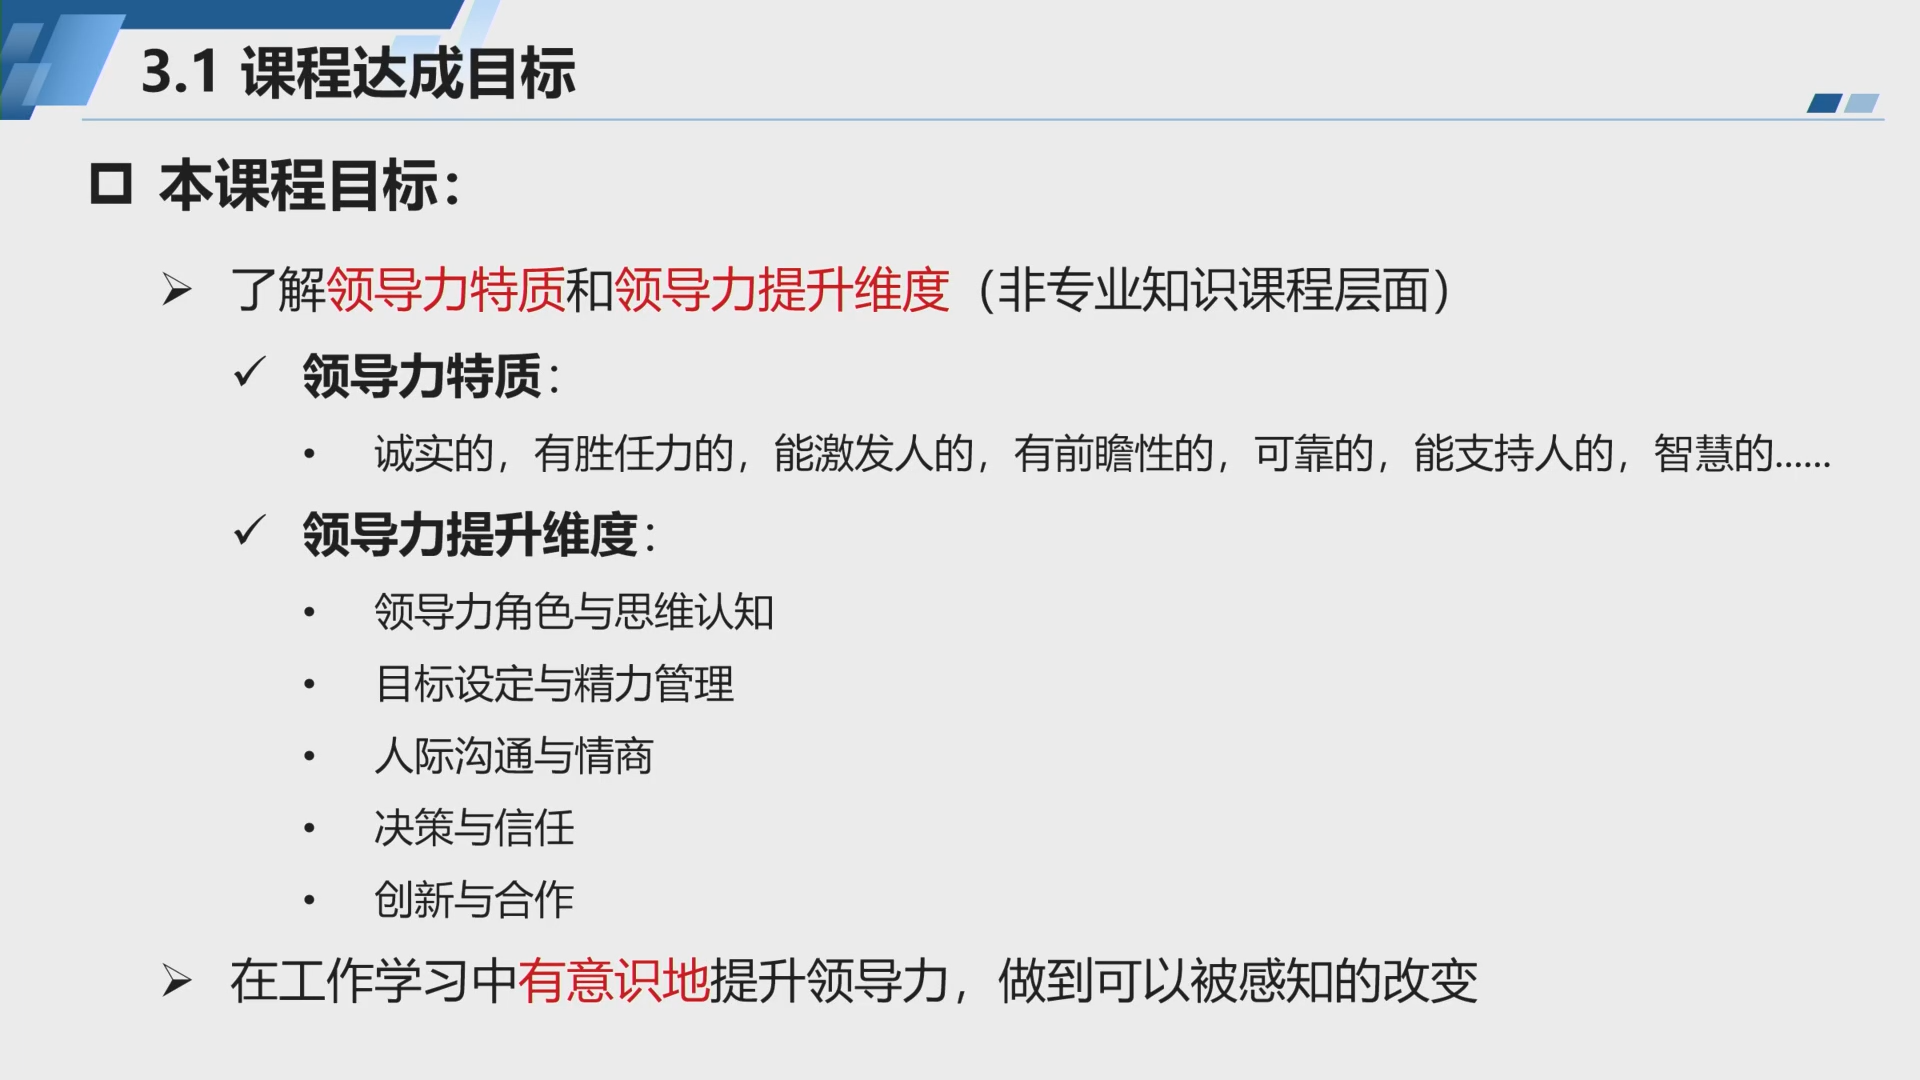 3.1 课程达成目标
本课程目标：
了解领导力特质和领导力提升维度（非专业知识课程层面）
领导力特质：
诚实的，有胜任力的，能激发人的，有前瞻性的，可靠的，能支持人的，智慧的......
领导力提升维度：
领导力角色与思维认知
目标设定与精力管理
人际沟通与情商
决策与信任
创新与合作
在工作学习中有意识地提升领导力，做到可以被感知的改变